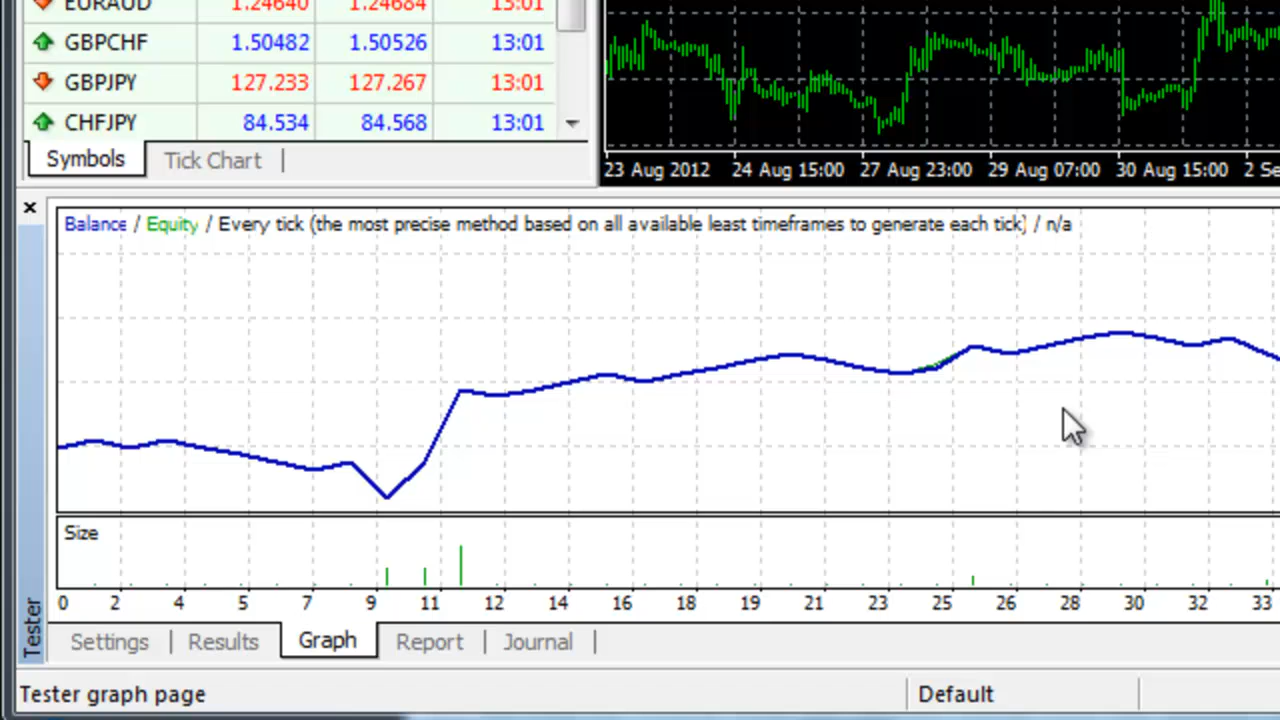 EURAUD 1.24640 1.24684 13:01
GBPCHF 1.50482 1.50526 13:01
GBPJPY 127.233 127.267 13:01
CHFJPY 84.534 84.568 13:01
Symbols | Tick Chart |
23 Aug 2012 24 Aug 15:00 27 Aug 23:00 29 Aug 07:00 30 Aug 15:00 2 Se
Balance / Equity / Every tick (the most precise method based on all available least timeframes to generate each tick) / n/a
Size
0 2 4 5 7 9 11 12 14 16 18 19 21 23 25 26 28 30 32 33
Tester
Settings | Results | Graph | Report | Journal |
Tester graph page
Default